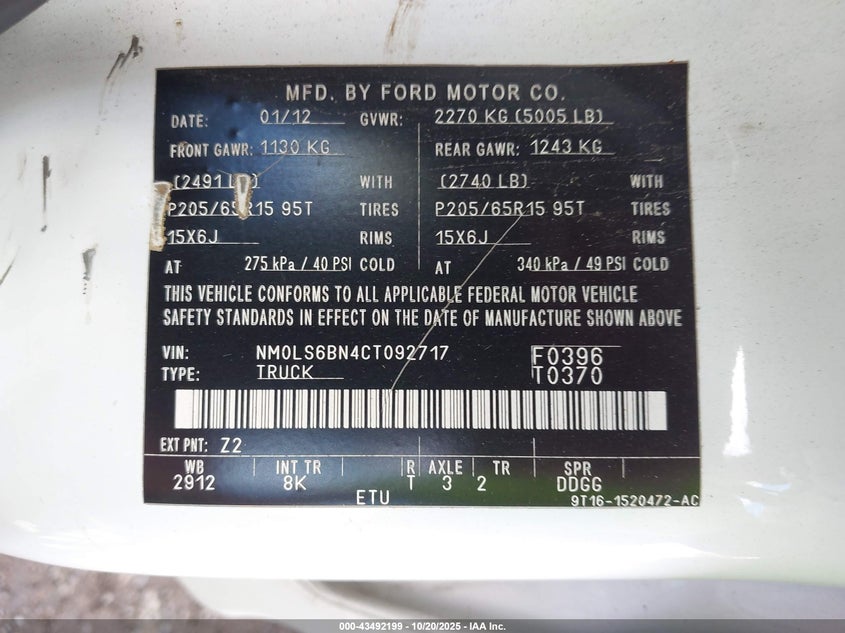 MFD. BY FORD MOTOR CO.
DATE: 01/12 GVWR: 2270 KG (5005 LB)
FRONT GAWR: 1130 KG REAR GAWR: 1243 KG
(2491 LB) WITH (2740 LB) WITH
P205/65R15 95T TIRES P205/65R15 95T TIRES
15X6J RIMS 15X6J RIMS
AT 275 kPa / 40 PSI COLD AT 340 kPa / 49 PSI COLD
THIS VEHICLE CONFORMS TO ALL APPLICABLE FEDERAL MOTOR VEHICLE
SAFETY STANDARDS IN EFFECT ON THE DATE OF MANUFACTURE SHOWN ABOVE
VIN: NM0LS6BN4CT092717 F0396
TYPE: TRUCK T0370
EXT PNT: Z2
WB INT TR R AXLE TR SPR
2912 8K T 3 2 DDGG
ETU 9T16-1520472-AC
000-43492199 - 10/20/2025 - IAA Inc.